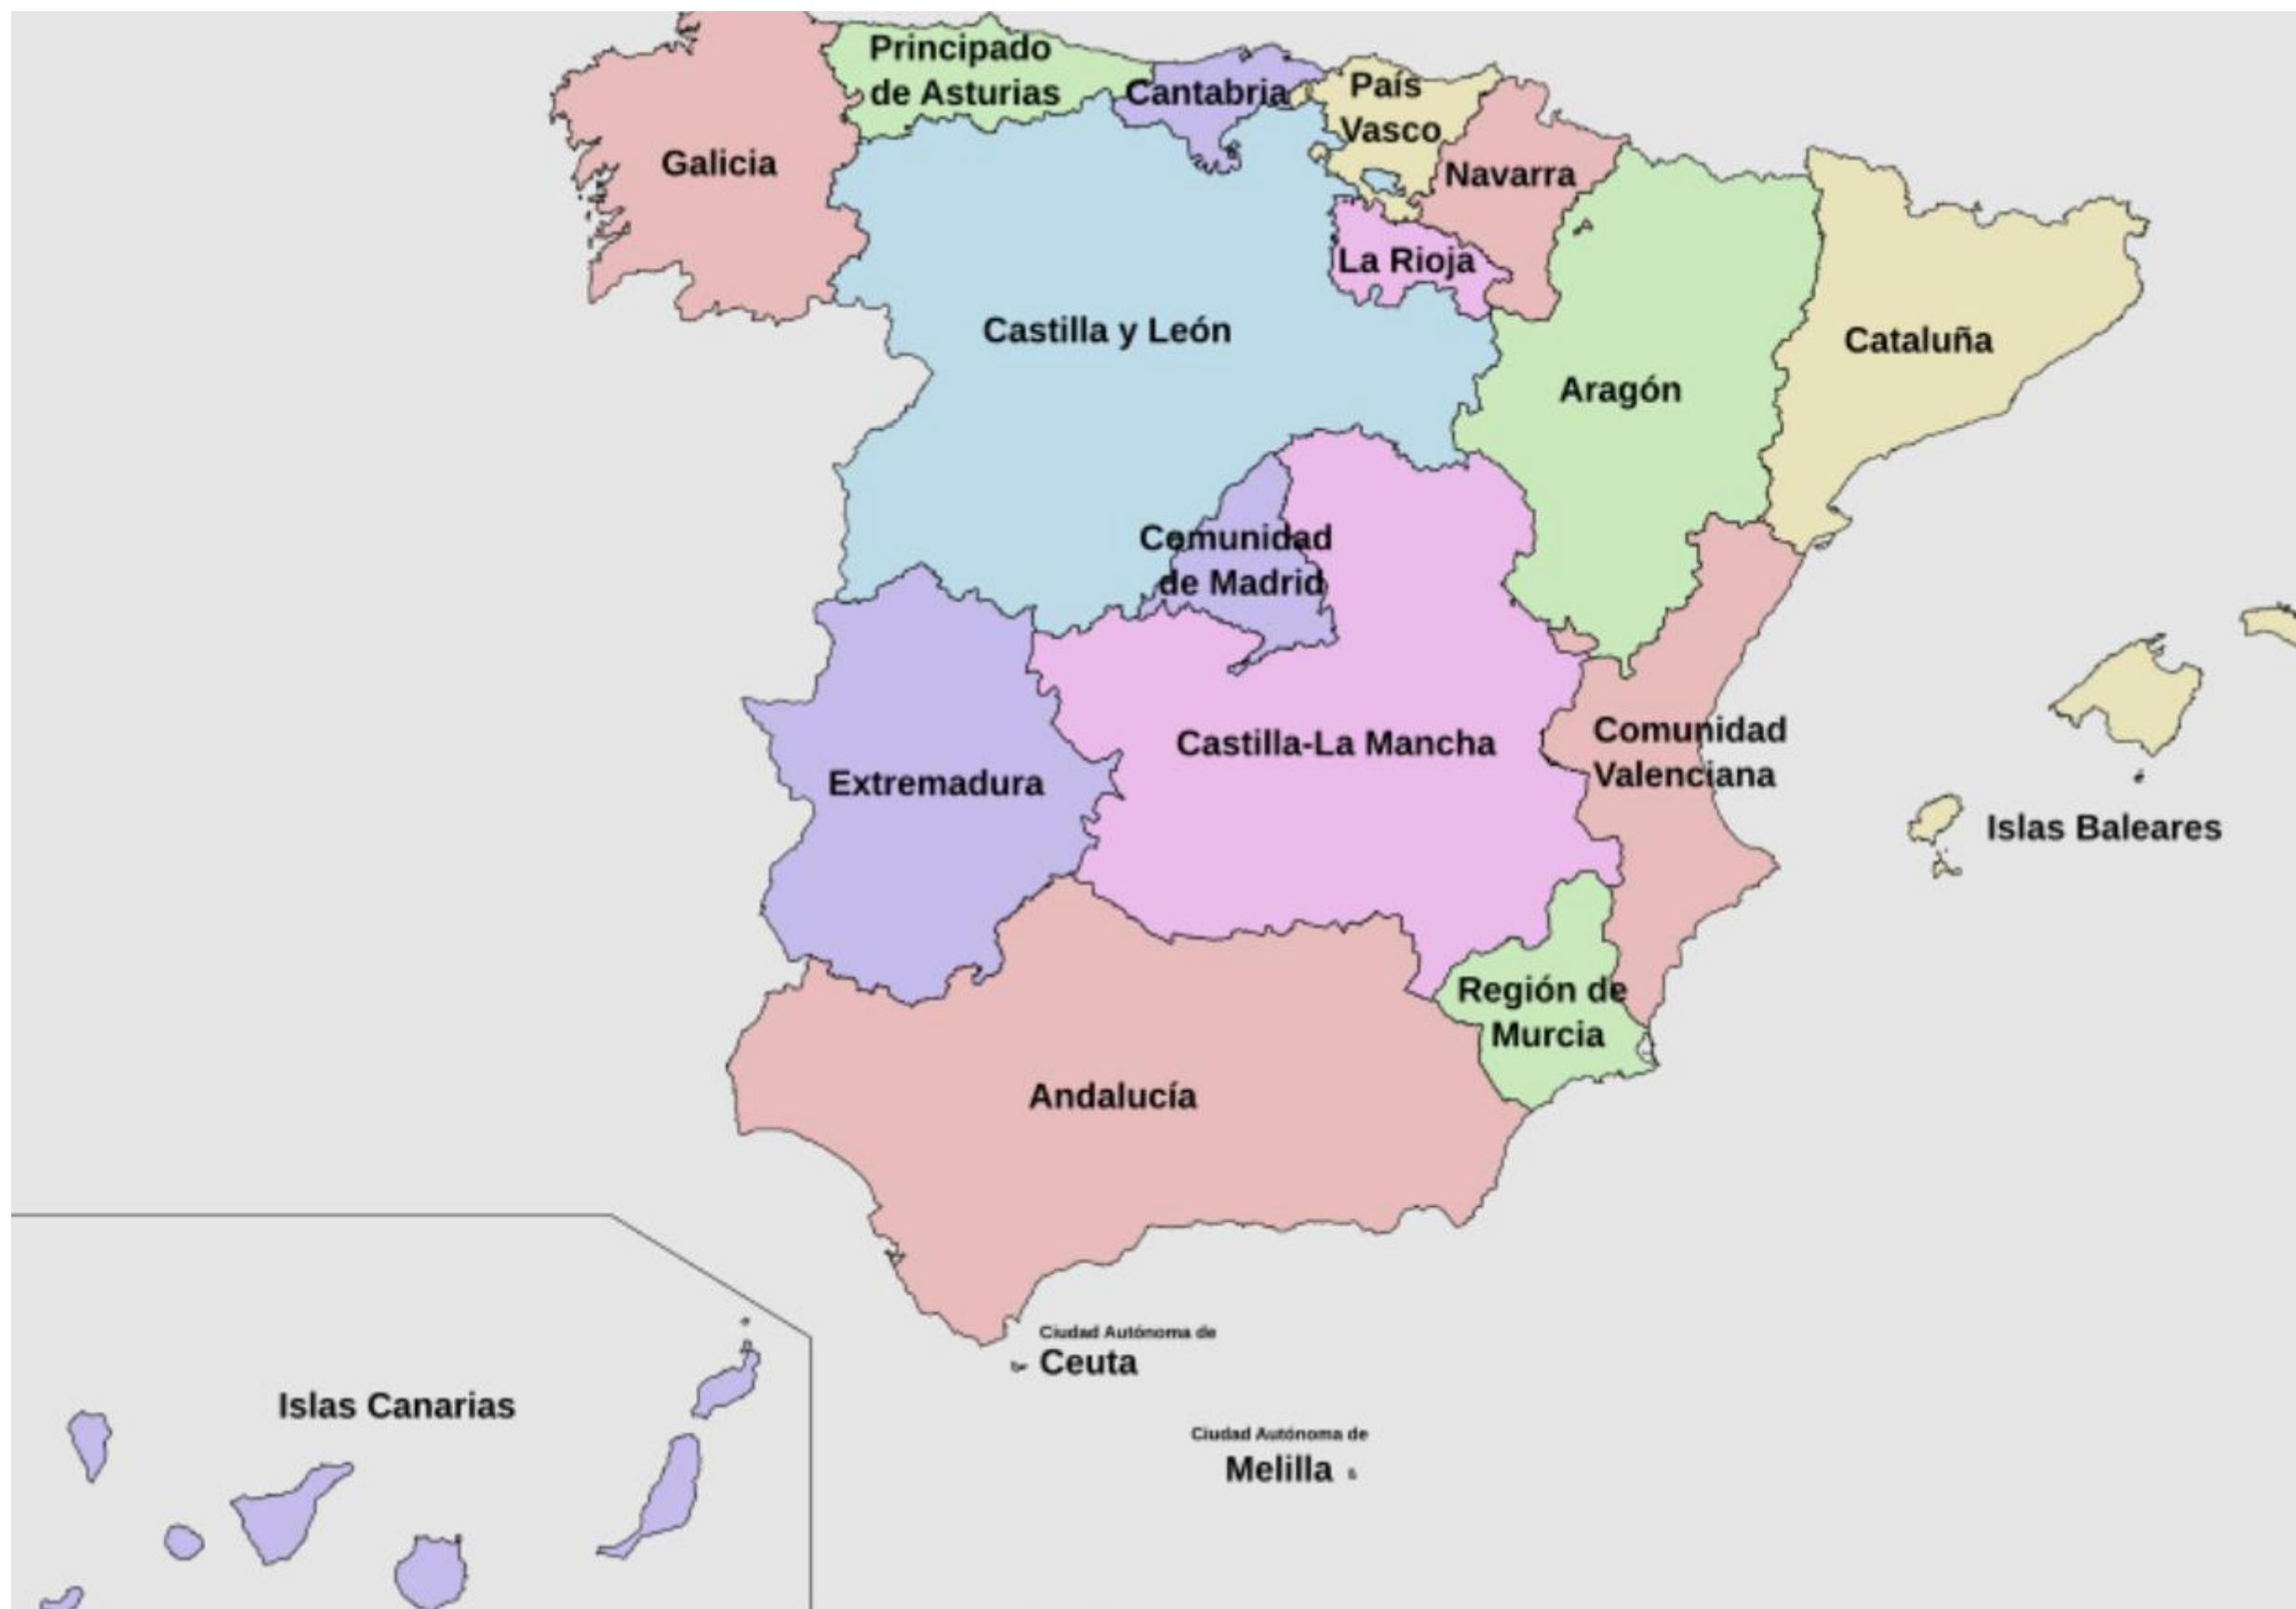 Principado
de Asturias
Cantabria
País
Vasco
Galicia
Navarra
La Rioja
Castilla y León
Cataluña
Aragón
Comunidad
de Madrid
Comunidad
Valenciana
Castilla-La Mancha
Extremadura
Islas Baleares
Región de
Murcia
Andalucía
Ciudad Autónoma de
Ceuta
Islas Canarias
Ciudad Autónoma de
Melilla